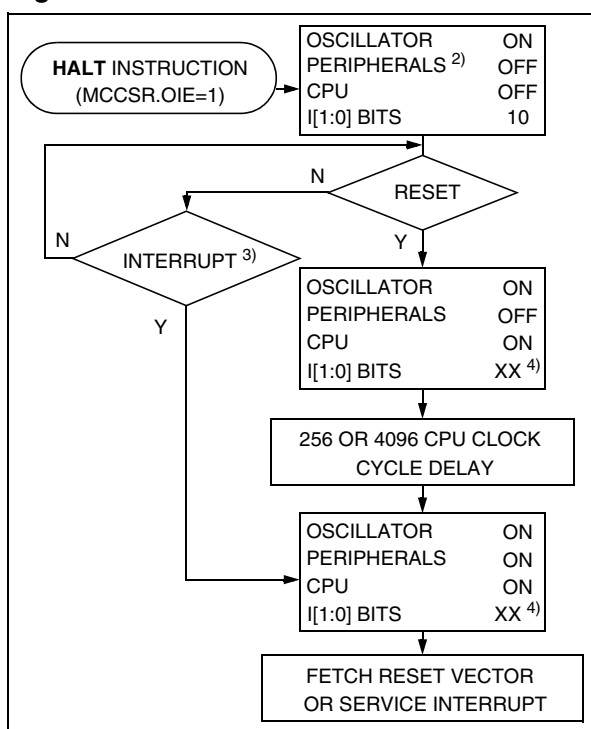 HALT INSTRUCTION
(MCCSR.OIE=1)
OSCILLATOR ON
PERIPHERALS 2) OFF
CPU OFF
I[1:0] BITS 10
N
RESET
N
INTERRUPT 3)
Y
Y
OSCILLATOR ON
PERIPHERALS OFF
CPU ON
I[1:0] BITS XX 4)
256 OR 4096 CPU CLOCK
CYCLE DELAY
OSCILLATOR ON
PERIPHERALS ON
CPU ON
I[1:0] BITS XX 4)
FETCH RESET VECTOR
OR SERVICE INTERRUPT